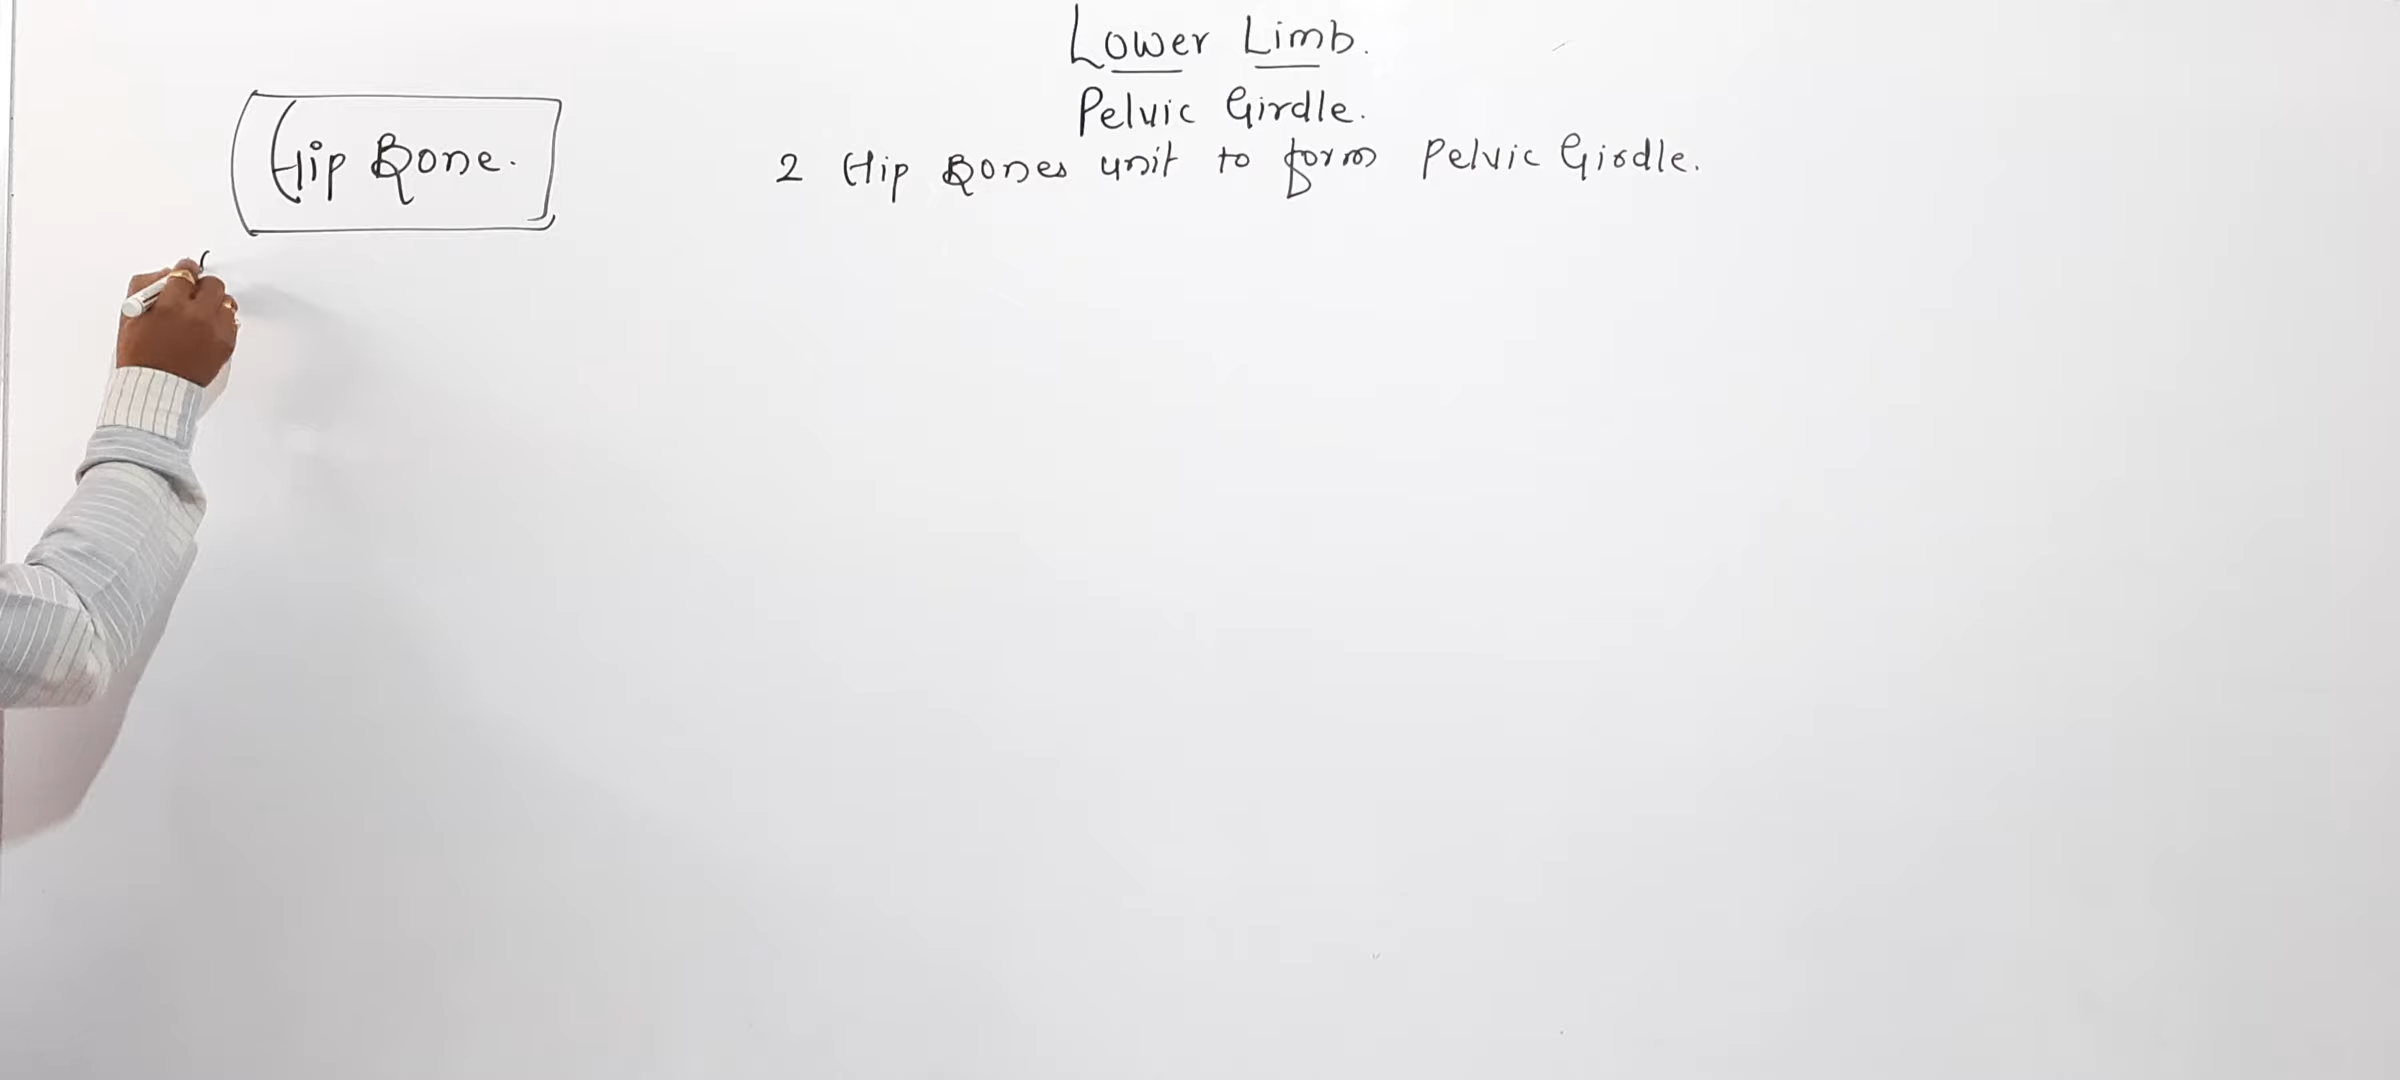 Lower Limb.
Pelvic Girdle.
Hip Bone.
2 Hip Bones unit to form Pelvic Girdle.